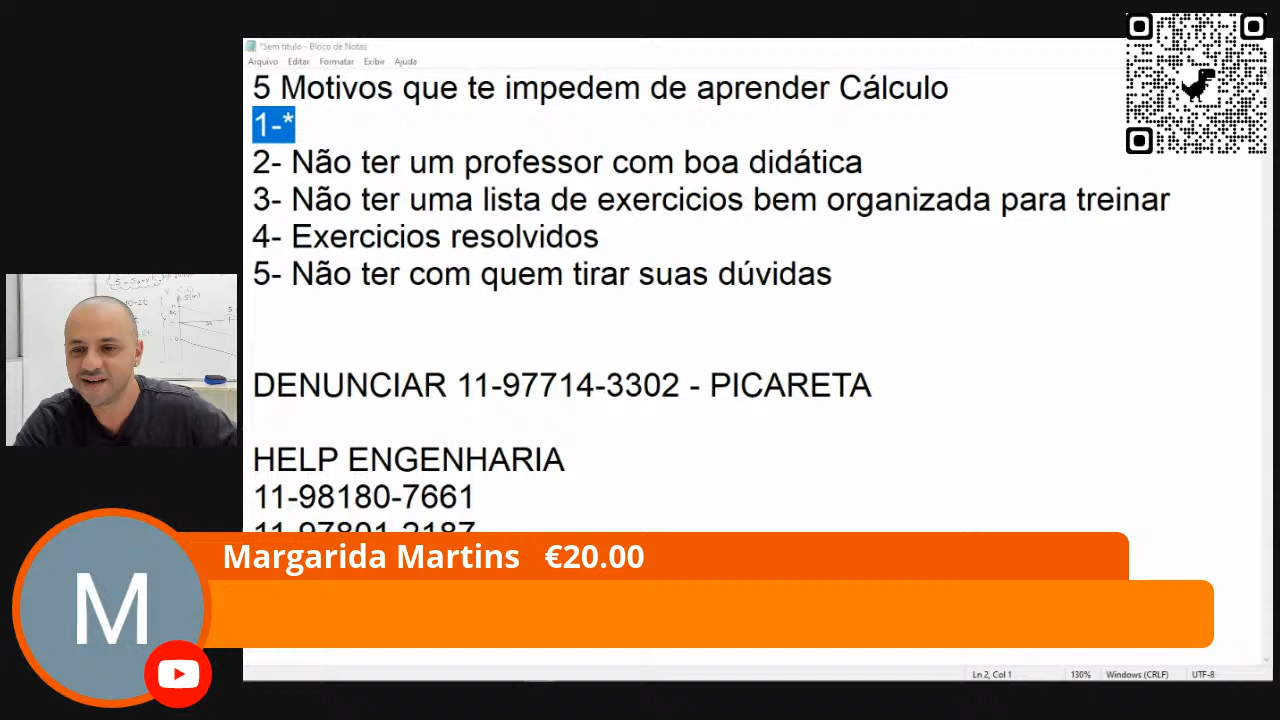 *Sem título - Bloco de Notas
Arquivo Editar Formatar Exibir Ajuda
5 Motivos que te impedem de aprender Cálculo
1-*
2- Não ter um professor com boa didática
3- Não ter uma lista de exercicios bem organizada para treinar
4- Exercicios resolvidos
5- Não ter com quem tirar suas dúvidas
DENUNCIAR 11-97714-3302 - PICARETA
HELP ENGENHARIA
11-98180-7661
Margarida Martins €20.00
M
Ln 2, Col 1 130% Windows (CRLF) UTF-8